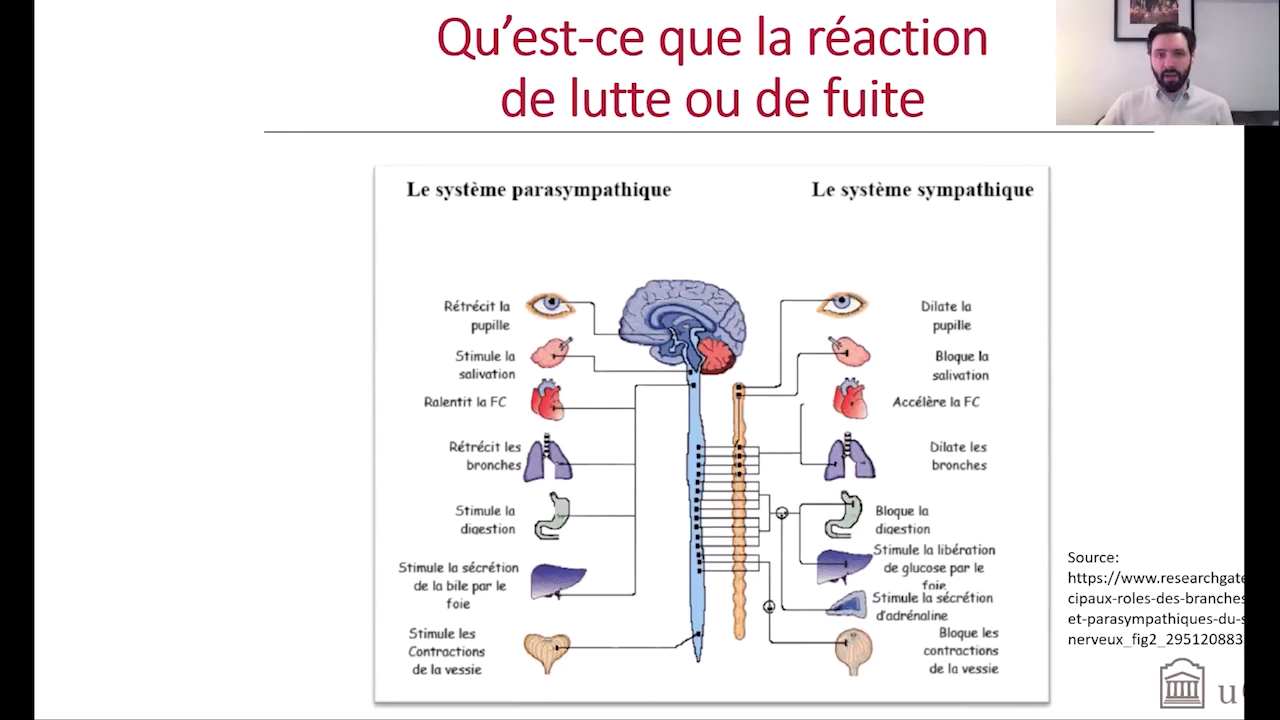 Qu’est-ce que la réaction
de lutte ou de fuite
Le système parasympathique
Le système sympathique
Rétrécit la
pupille
Stimule la
salivation
Ralentit la FC
Rétrécit les
bronches
Stimule la
digestion
Stimule la sécrétion
de la bile par le
foie
Stimule les
Contractions
de la vessie
Dilate la
pupille
Bloque la
salivation
Accélère la FC
Dilate les
bronches
Bloque la
digestion
Stimule la libération
de glucose par le
foie
Stimule la sécrétion
d'adrénaline
Bloque les
contractions
de la vessie
Source:
https://www.researchgate
cipaux-roles-des-branches
et-parasympathiques-du-s
nerveux_fig2_295120883
u